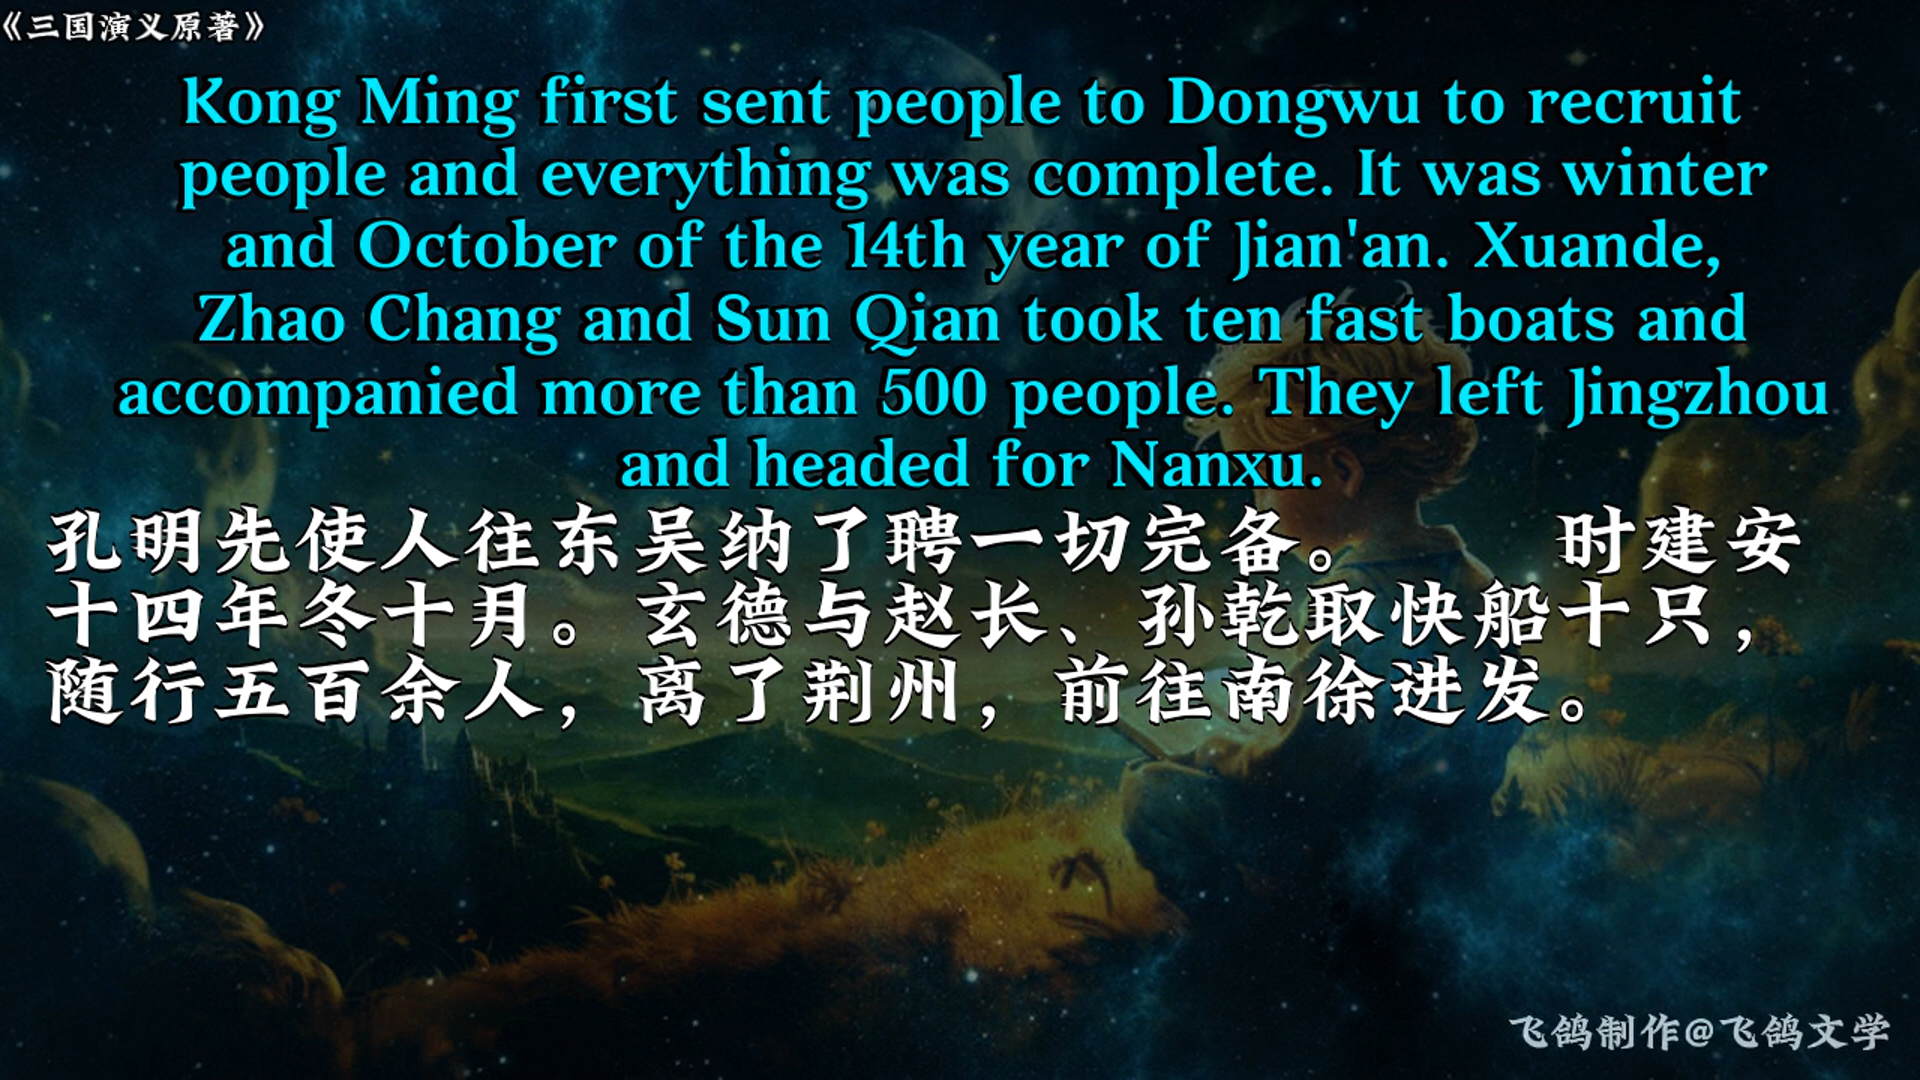 《三国演义原著》
Kong Ming first sent people to Dongwu to recruit
people and everything was complete. It was winter
and October of the 14th year of Jian'an. Xuande,
Zhao Chang and Sun Qian took ten fast boats and
accompanied more than 500 people. They left Jingzhou
and headed for Nanxu.
孔明先使人往东吴纳了聘一切完备。 时建安
十四年冬十月。玄德与赵长、孙乾取快船十只，
随行五百余人，离了荆州，前往南徐进发。
飞鸽制作@飞鸽文学